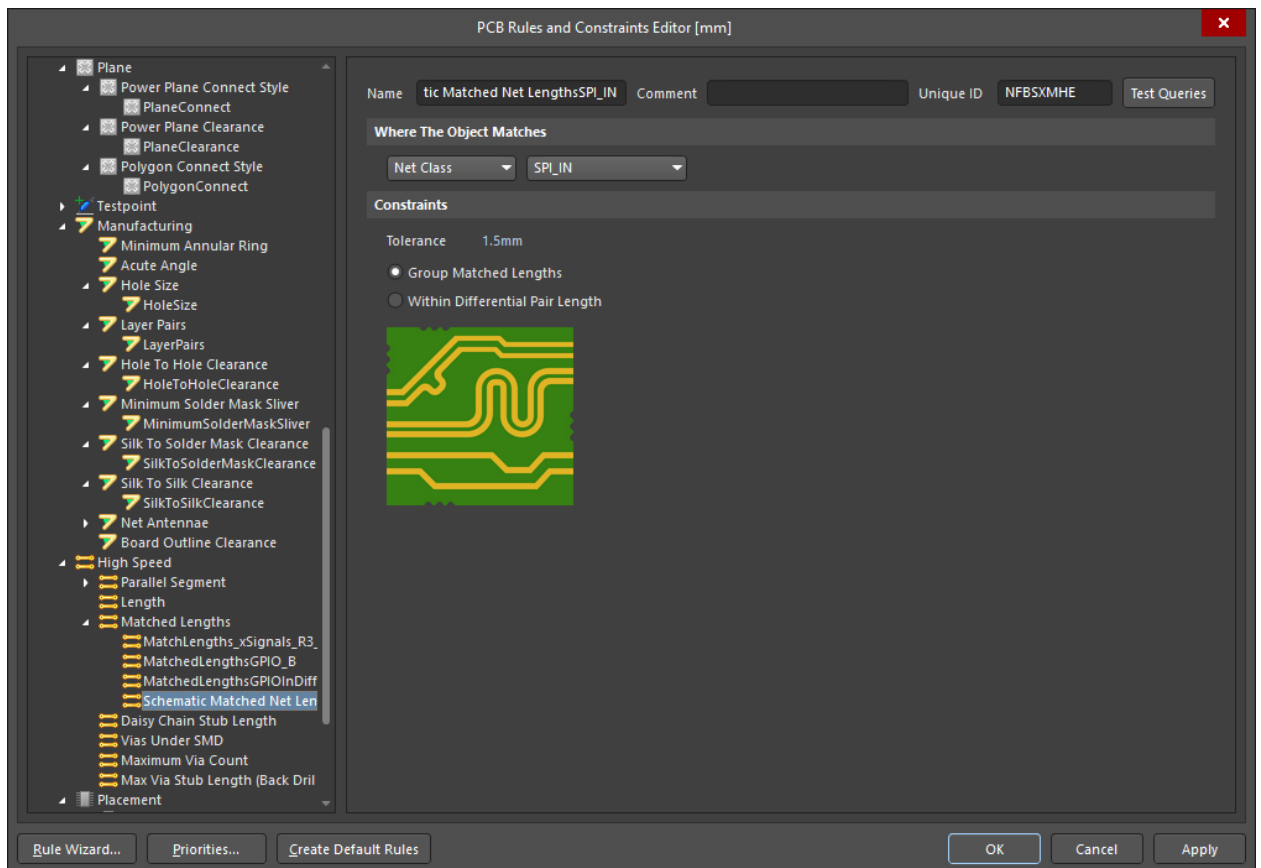 PCB Rules and Constraints Editor [mm]
Plane
Power Plane Connect Style
PlaneConnect
Power Plane Clearance
PlaneClearance
Polygon Connect Style
PolygonConnect
Testpoint
Manufacturing
Minimum Annular Ring
Acute Angle
Hole Size
HoleSize
Layer Pairs
LayerPairs
Hole To Hole Clearance
HoleToHoleClearance
Minimum Solder Mask Sliver
MinimumSolderMaskSliver
Silk To Solder Mask Clearance
SilkToSolderMaskClearance
Silk To Silk Clearance
SilkToSilkClearance
Net Antennae
Board Outline Clearance
High Speed
Parallel Segment
Length
Matched Lengths
MatchLengths_xSignals_R3_
MatchedLengthsGPIO_B
MatchedLengthsGPIOInDiff
Schematic Matched Net Len
Daisy Chain Stub Length
Vias Under SMD
Maximum Via Count
Max Via Stub Length (Back Dril
Placement
Name tic Matched Net LengthsSPI_IN Comment Unique ID NFBSXMHE Test Queries
Where The Object Matches
Net Class SPI_IN
Constraints
Tolerance 1.5mm
Group Matched Lengths
Within Differential Pair Length
Rule Wizard... Priorities... Create Default Rules OK Cancel Apply